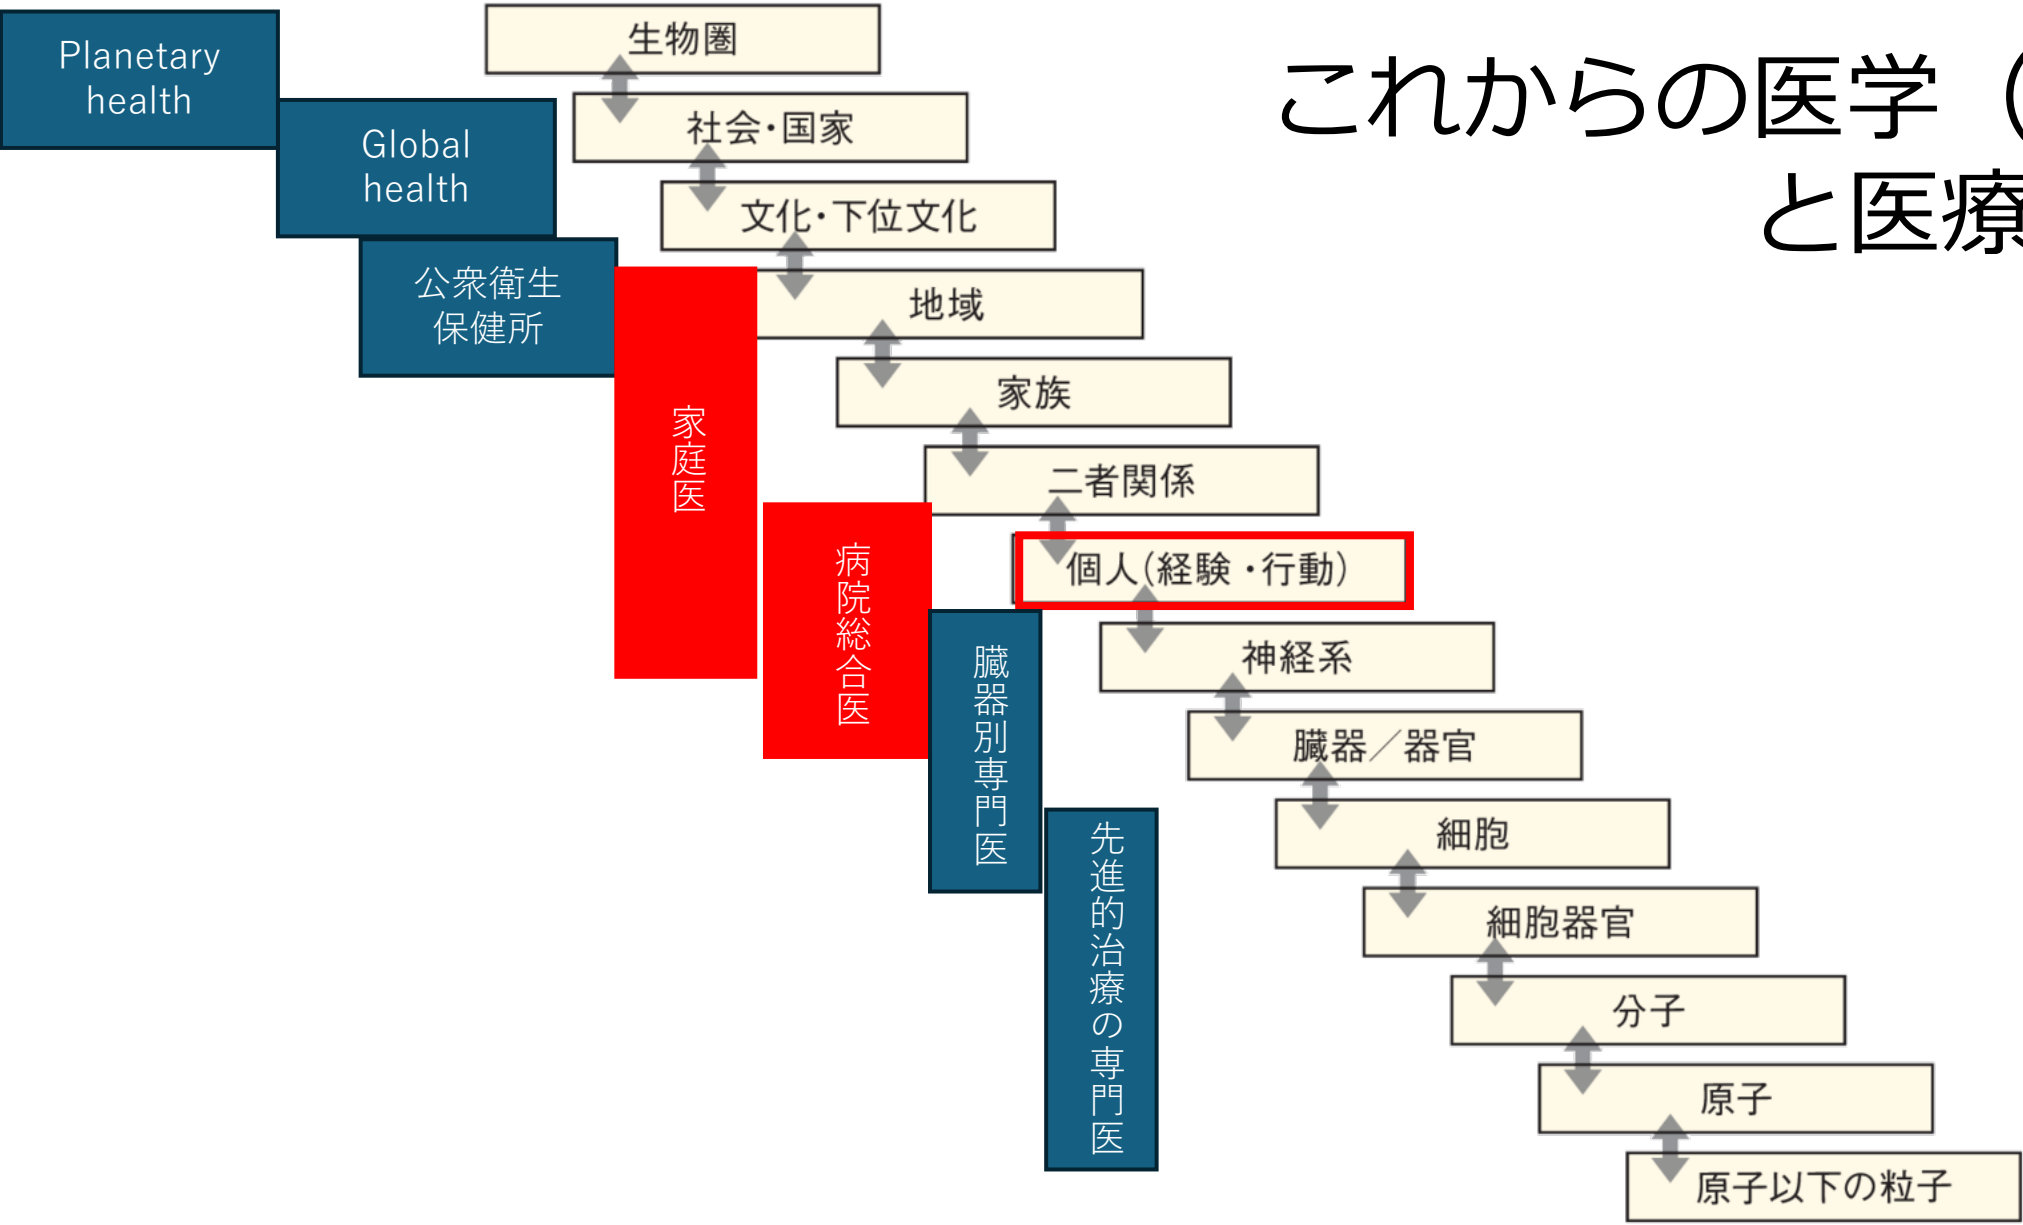 これからの医学（
と医療
Planetary
health
Global
health
公衆衛生
保健所
家庭医
病院総合医
臓器別専門医
先進的治療の専門医
生物圏
社会・国家
文化・下位文化
地域
家族
二者関係
個人（経験・行動）
神経系
臓器／器官
細胞
細胞器官
分子
原子
原子以下の粒子